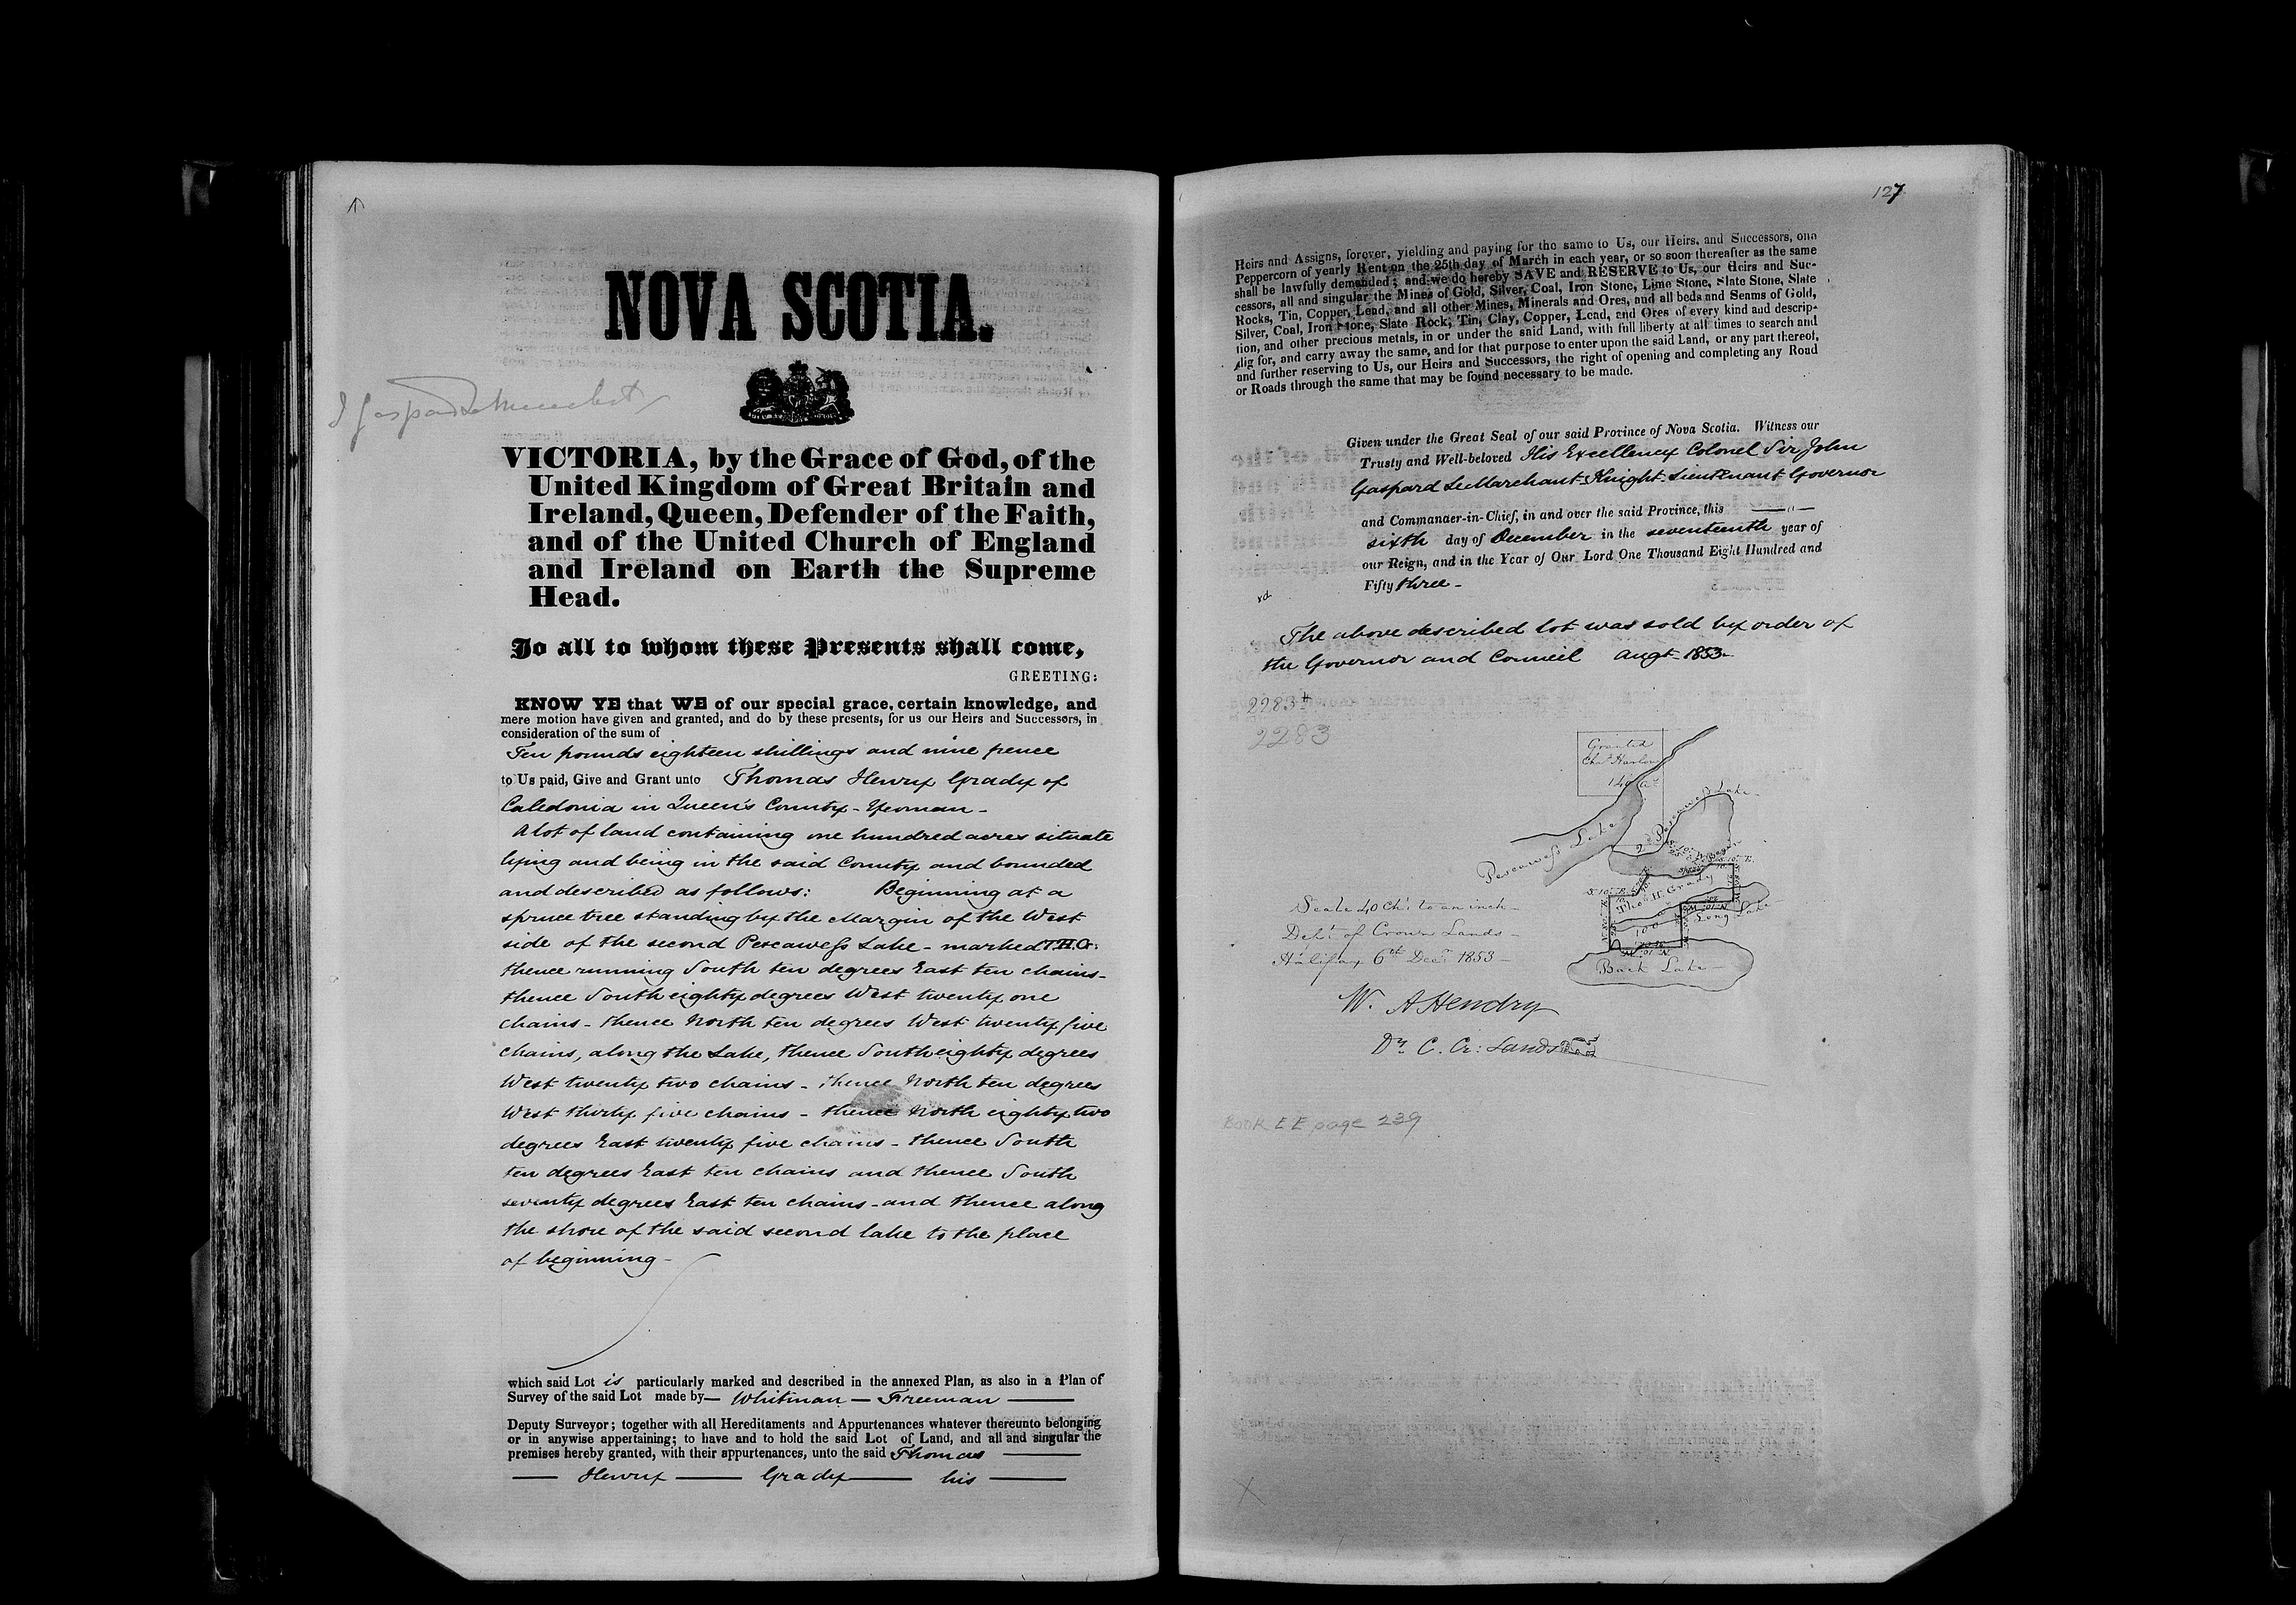 NOVA SCOTIA.
VICTORIA, by the Grace of God, of the
United Kingdom of Great Britain and
Ireland, Queen, Defender of the Faith,
and of the United Church of England
and Ireland on Earth the Supreme
Head.
To all to whom these Presents shall come,
GREETING:
KNOW YE that WE of our special grace, certain knowledge, and
mere motion have given and granted, and do by these presents, for us our Heirs and Successors, in
consideration of the sum of
Ten pounds eighteen shillings and nine pence
to Us paid, Give and Grant unto Thomas Henry Grady of
Caledonia in Queen's County - Yeoman -
A lot of land containing one hundred acres situate
lying and being in the said County and bounded
and described as follows: Beginning at a
spruce tree standing by the Margin of the West
side of the second Pescawess Lake - marked T.H.G:
thence running South ten degrees East ten chains -
thence South eighty degrees West twenty one
chains - thence North ten degrees West twenty five
chains, along the Lake, thence South eighty degrees
West twenty two chains - thence North ten degrees
West thirty five chains - thence North eighty two
degrees East twenty five chains - thence South
ten degrees East ten chains and thence South
seventy degrees East ten chains - and thence along
the shore of the said second lake to the place
of beginning -
which said Lot is particularly marked and described in the annexed Plan, as also in a Plan of
Survey of the said Lot made by — Whitman — Freeman —
Deputy Surveyor; together with all Hereditaments and Appurtenances whatever thereunto belonging
or in anywise appertaining; to have and to hold the said Lot of Land, and all and singular the
premises hereby granted, with their appurtenances, unto the said Thomas —
— Henry — Grady — his —
127
Heirs and Assigns, forever, yielding and paying for the same to Us, our Heirs, and Successors, one
Peppercorn of yearly Rent on the 25th day of March in each year, or so soon thereafter as the same
shall be lawfully demanded; and we do hereby SAVE and RESERVE to Us, our Heirs and Suc-
cessors, all and singular the Mines of Gold, Silver, Coal, Iron Stone, Lime Stone, Slate Stone, Slate
Rocks, Tin, Copper, Lead, and all other Mines, Minerals and Ores, and all beds and Seams of Gold,
Silver, Coal, Iron Stone, Slate Rock, Tin, Clay, Copper, Lead, and Ores of every kind and descrip-
tion, and other precious metals, in or under the said Land, with full liberty at all times to search and
dig for, and carry away the same, and for that purpose to enter upon the said Land, or any part thereof,
and further reserving to Us, our Heirs and Successors, the right of opening and completing any Road
or Roads through the same that may be found necessary to be made.
Given under the Great Seal of our said Province of Nova Scotia. Witness our
Trusty and Well-beloved His Excellency Colonel Sir John
Gaspard LeMarchant Knight Lieutenant Governor
and Commander-in-Chief, in and over the said Province, this
sixth day of December in the seventeenth year of
our Reign, and in the Year of Our Lord One Thousand Eight Hundred and
Fifty three -
The above described lot was sold by order of
the Governor and Council Augt 1853
2283
2283
Granted
Chas Harlow
140 acs
Pescawess Lake
2nd Pescawess Lake
Thos H. Grady
100
Long Lake
Back Lake
Scale 40 Chs to an inch -
Dept of Crown Lands -
Halifax 6th Decr 1853 -
W. A Hendry
Dy C. Cr: Lands
BOOK EE page 239